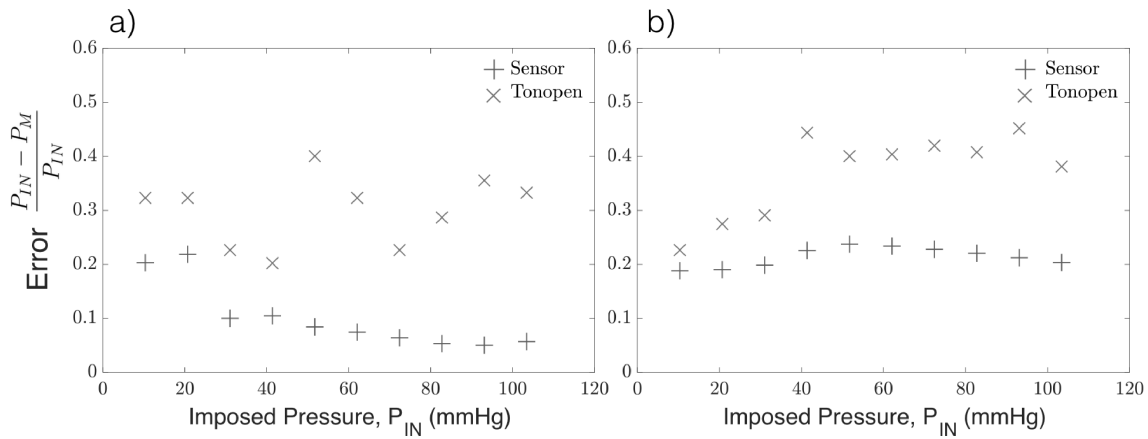 a)
Error (P_IN − P_M) / P_IN
0.6
0.5
0.4
0.3
0.2
0.1
0
0 20 40 60 80 100 120
Imposed Pressure, P_IN (mmHg)
Sensor
Tonopen
b)
0.6
0.5
0.4
0.3
0.2
0.1
0
0 20 40 60 80 100 120
Imposed Pressure, P_IN (mmHg)
Sensor
Tonopen